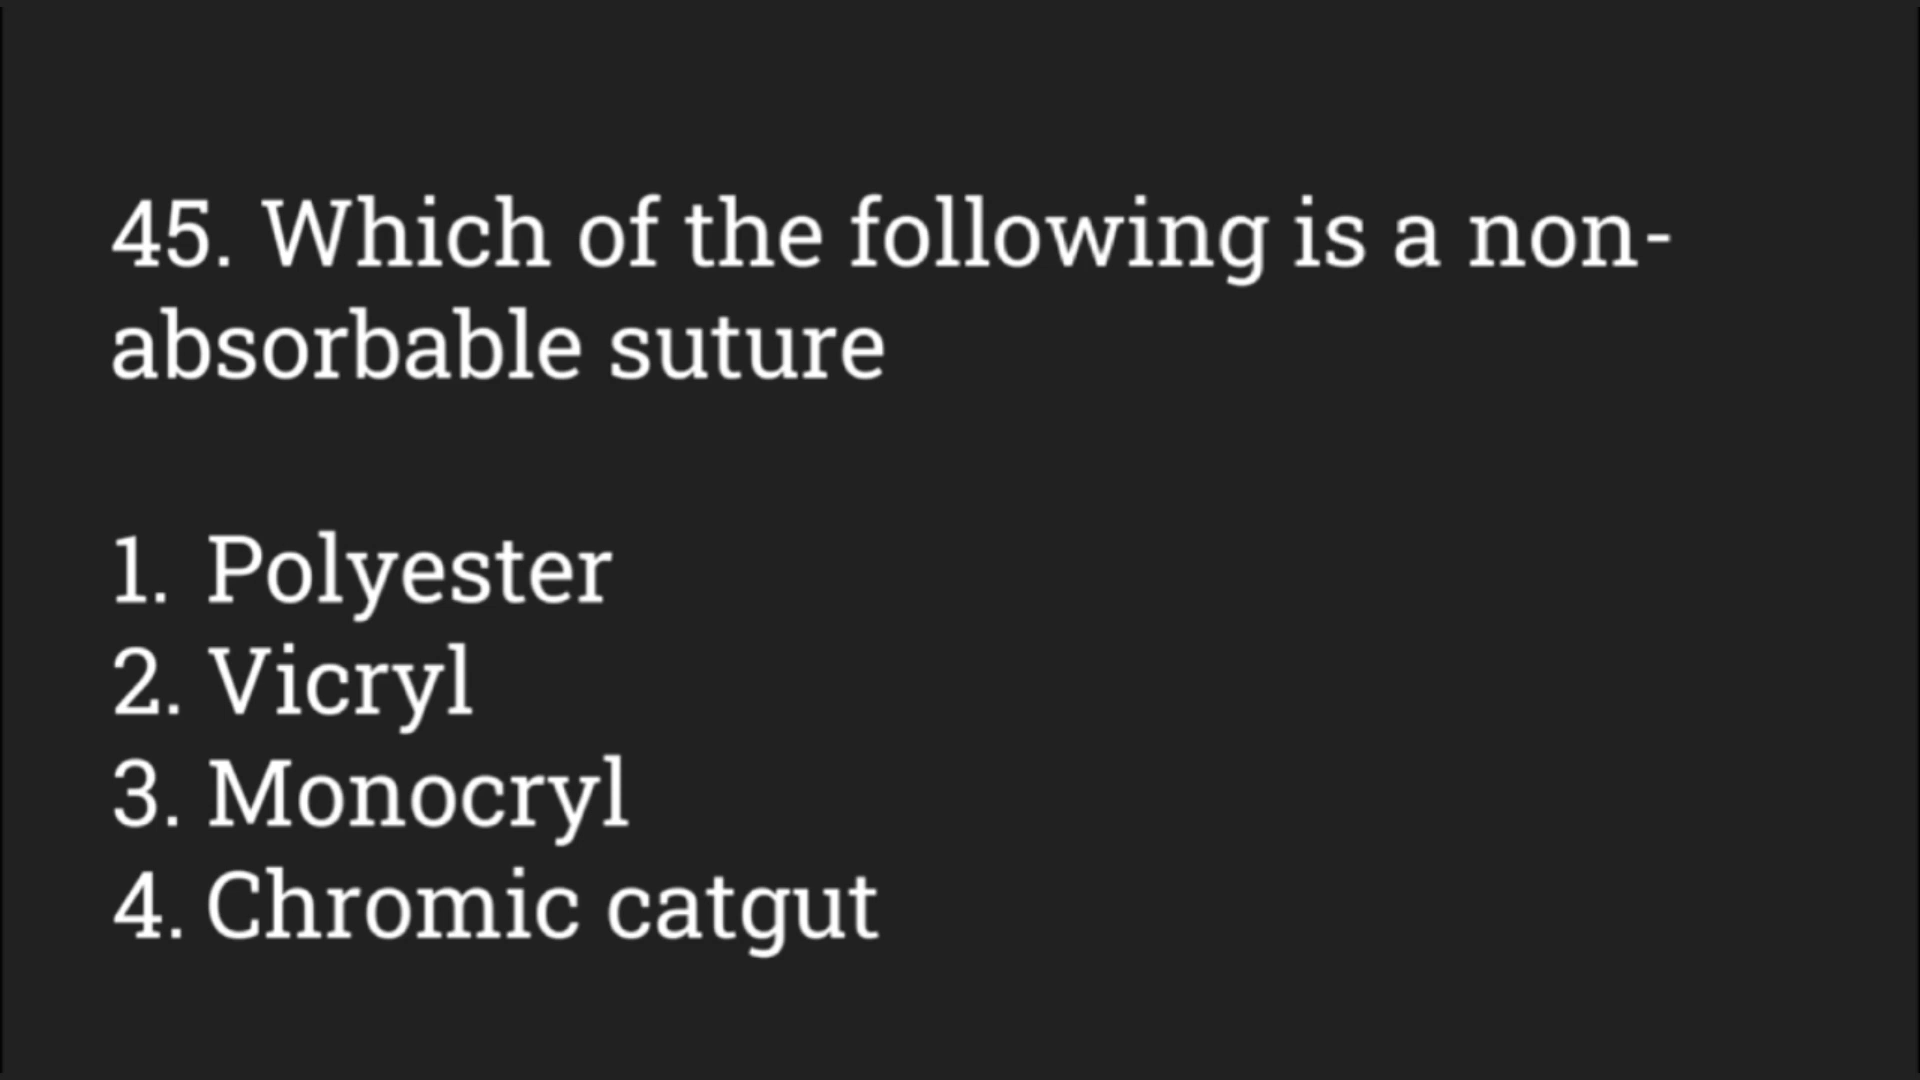 45. Which of the following is a non-
absorbable suture
1. Polyester
2. Vicryl
3. Monocryl
4. Chromic catgut